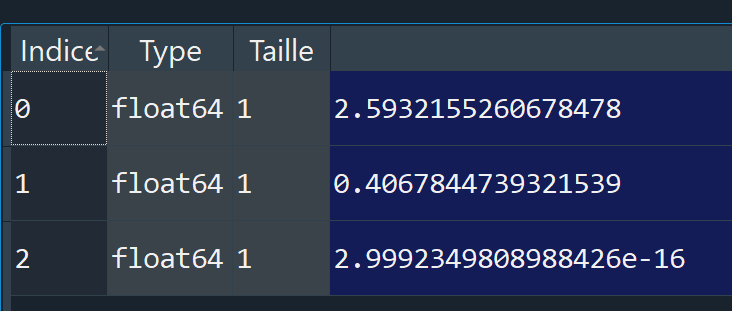 Indice Type Taille
0 float64 1 2.5932155260678478
1 float64 1 0.4067844739321539
2 float64 1 2.9992349808988426e-16